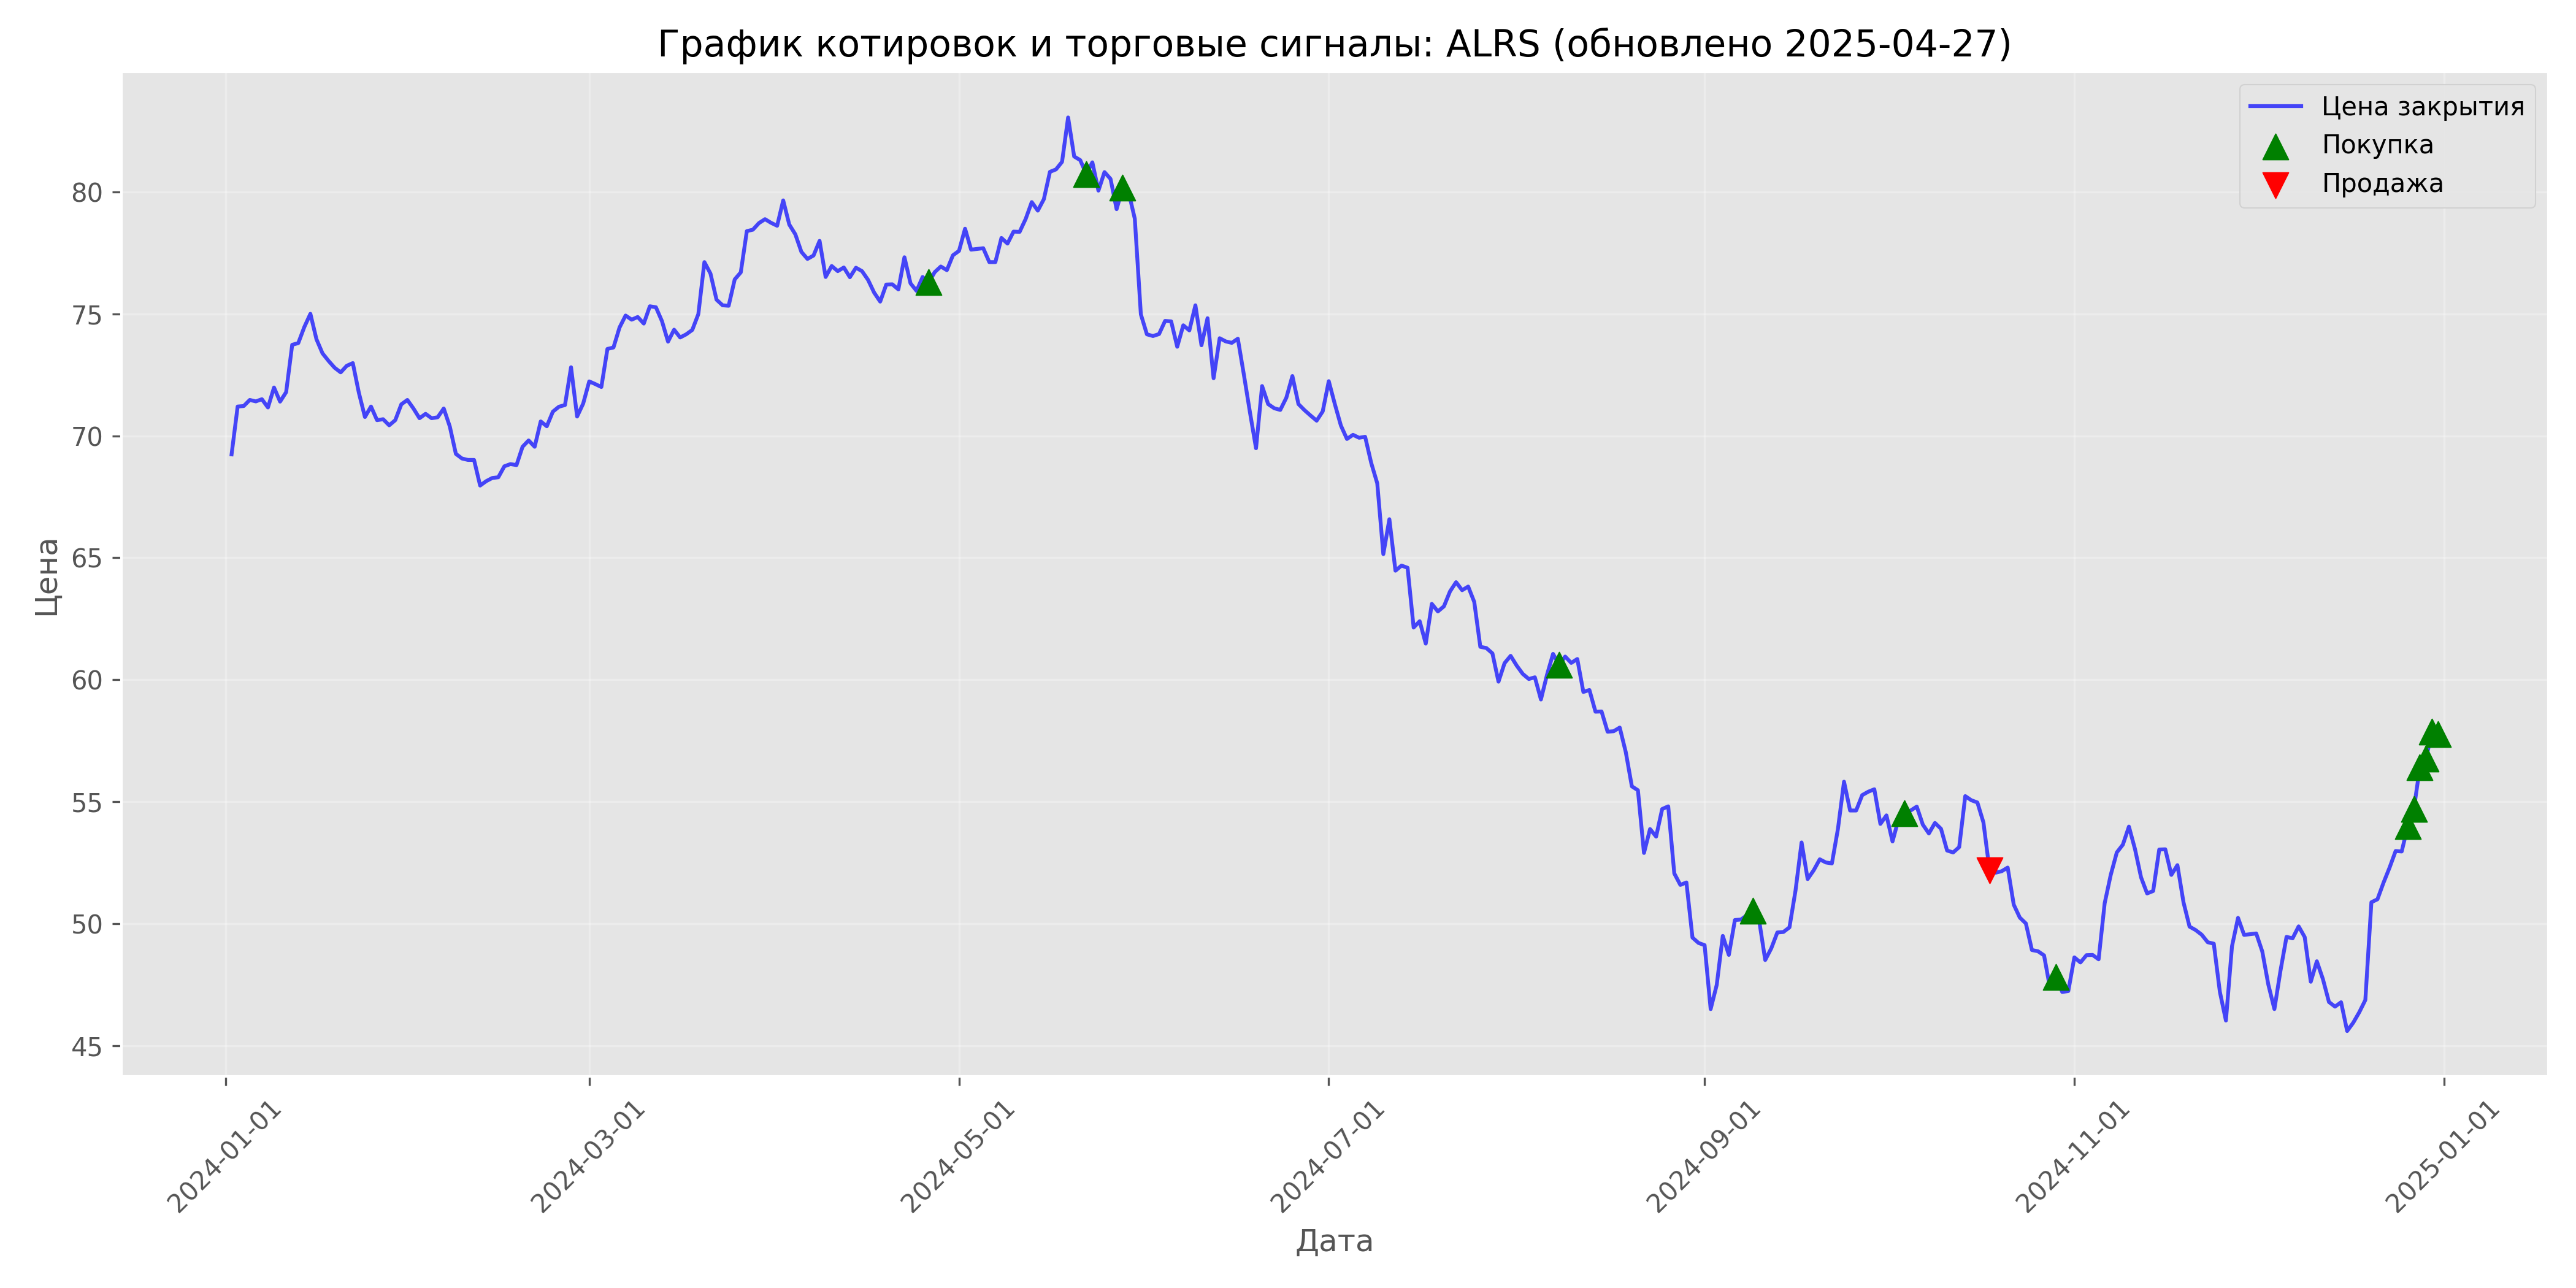 График котировок и торговые сигналы: ALRS (обновлено 2025-04-27)
Цена закрытия
Покупка
Продажа
80
75
70
65
60
55
50
45
Цена
2024-01-01
2024-03-01
2024-05-01
2024-07-01
2024-09-01
2024-11-01
2025-01-01
Дата